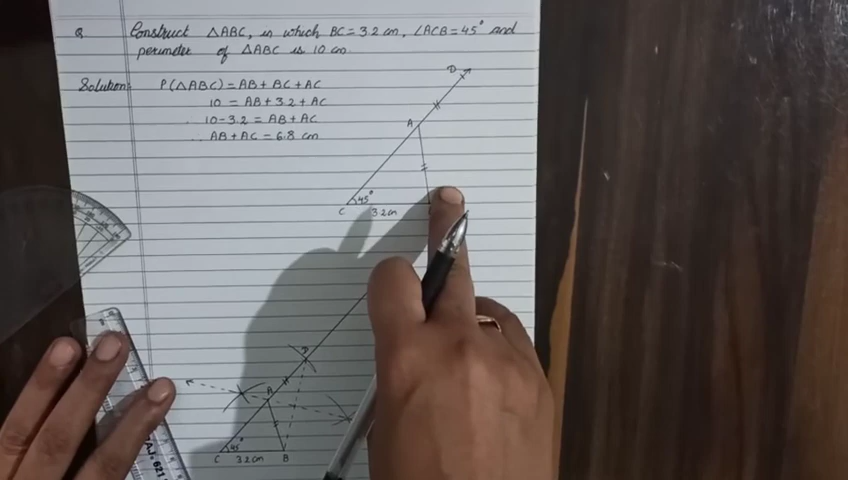 Q Construct △ABC, in which BC = 3.2 cm, ∠ACB = 45° and
perimeter of △ABC is 10 cm
Solution: P(△ABC) = AB + BC + AC
10 = AB + 3.2 + AC
10 - 3.2 = AB + AC
∴ AB + AC = 6.8 cm
D
A
45°
C 3.2 cm
D
A
45°
C 3.2 cm B